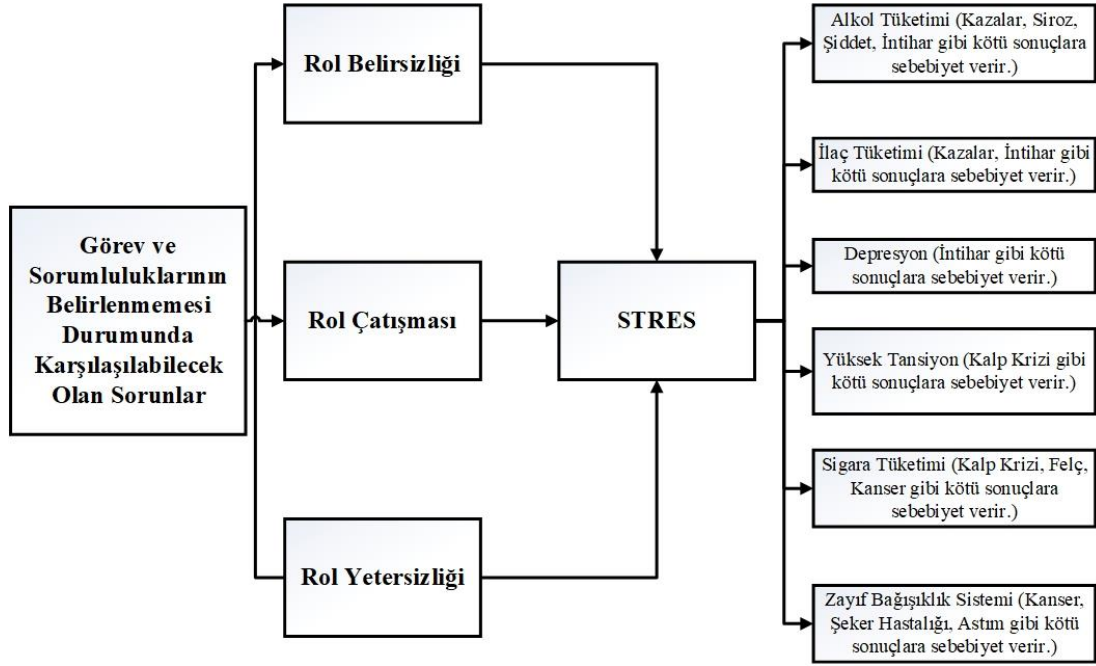 Görev ve
Sorumluluklarının
Belirlenmemesi
Durumunda
Karşılaşılabilecek
Olan Sorunlar
Rol Belirsizliği
Rol Çatışması
Rol Yetersizliği
STRES
Alkol Tüketimi (Kazalar, Siroz,
Şiddet, İntihar gibi kötü sonuçlara
sebebiyet verir.)
İlaç Tüketimi (Kazalar, İntihar gibi
kötü sonuçlara sebebiyet verir.)
Depresyon (İntihar gibi kötü
sonuçlara sebebiyet verir.)
Yüksek Tansiyon (Kalp Krizi gibi
kötü sonuçlara sebebiyet verir.)
Sigara Tüketimi (Kalp Krizi, Felç,
Kanser gibi kötü sonuçlara
sebebiyet verir.)
Zayıf Bağışıklık Sistemi (Kanser,
Şeker Hastalığı, Astım gibi kötü
sonuçlara sebebiyet verir.)